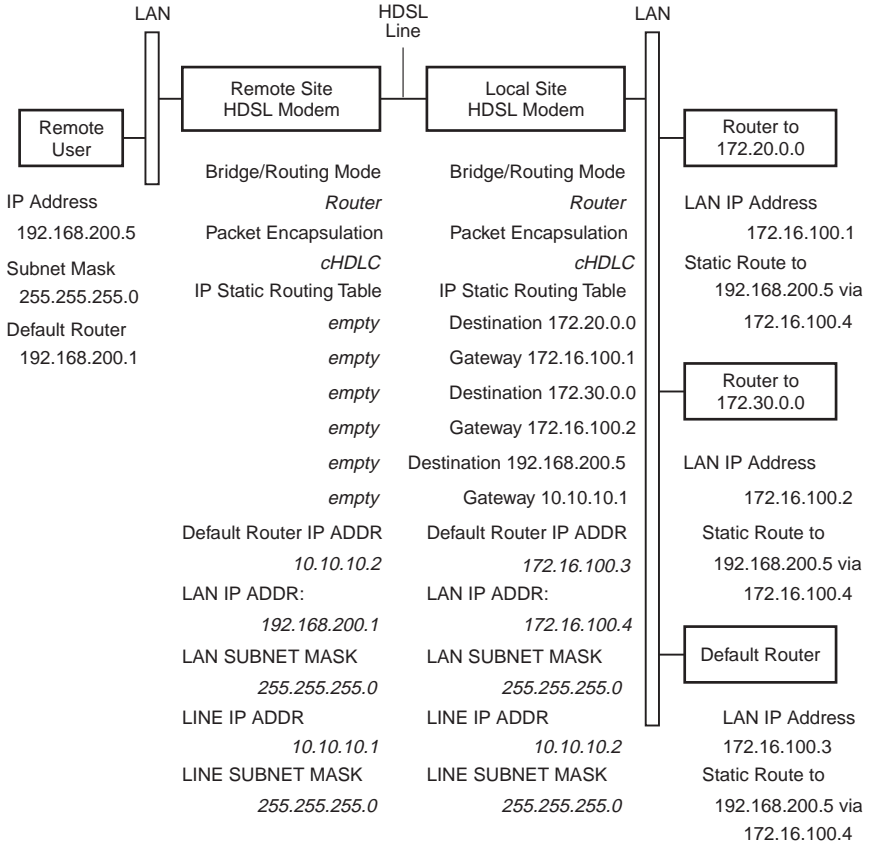 LAN
HDSL
Line
LAN
Remote Site
HDSL Modem
Local Site
HDSL Modem
Remote
User
Router to
172.20.0.0
IP Address
192.168.200.5
Subnet Mask
255.255.255.0
Default Router
192.168.200.1
Bridge/Routing Mode
Router
Packet Encapsulation
cHDLC
IP Static Routing Table
empty
empty
empty
empty
empty
empty
Default Router IP ADDR
10.10.10.2
LAN IP ADDR:
192.168.200.1
LAN SUBNET MASK
255.255.255.0
LINE IP ADDR
10.10.10.1
LINE SUBNET MASK
255.255.255.0
Bridge/Routing Mode
Router
Packet Encapsulation
cHDLC
IP Static Routing Table
Destination 172.20.0.0
Gateway 172.16.100.1
Destination 172.30.0.0
Gateway 172.16.100.2
Destination 192.168.200.5
Gateway 10.10.10.1
Default Router IP ADDR
172.16.100.3
LAN IP ADDR:
172.16.100.4
LAN SUBNET MASK
255.255.255.0
LINE IP ADDR
10.10.10.2
LINE SUBNET MASK
255.255.255.0
LAN IP Address
172.16.100.1
Static Route to
192.168.200.5 via
172.16.100.4
Router to
172.30.0.0
LAN IP Address
172.16.100.2
Static Route to
192.168.200.5 via
172.16.100.4
Default Router
LAN IP Address
172.16.100.3
Static Route to
192.168.200.5 via
172.16.100.4